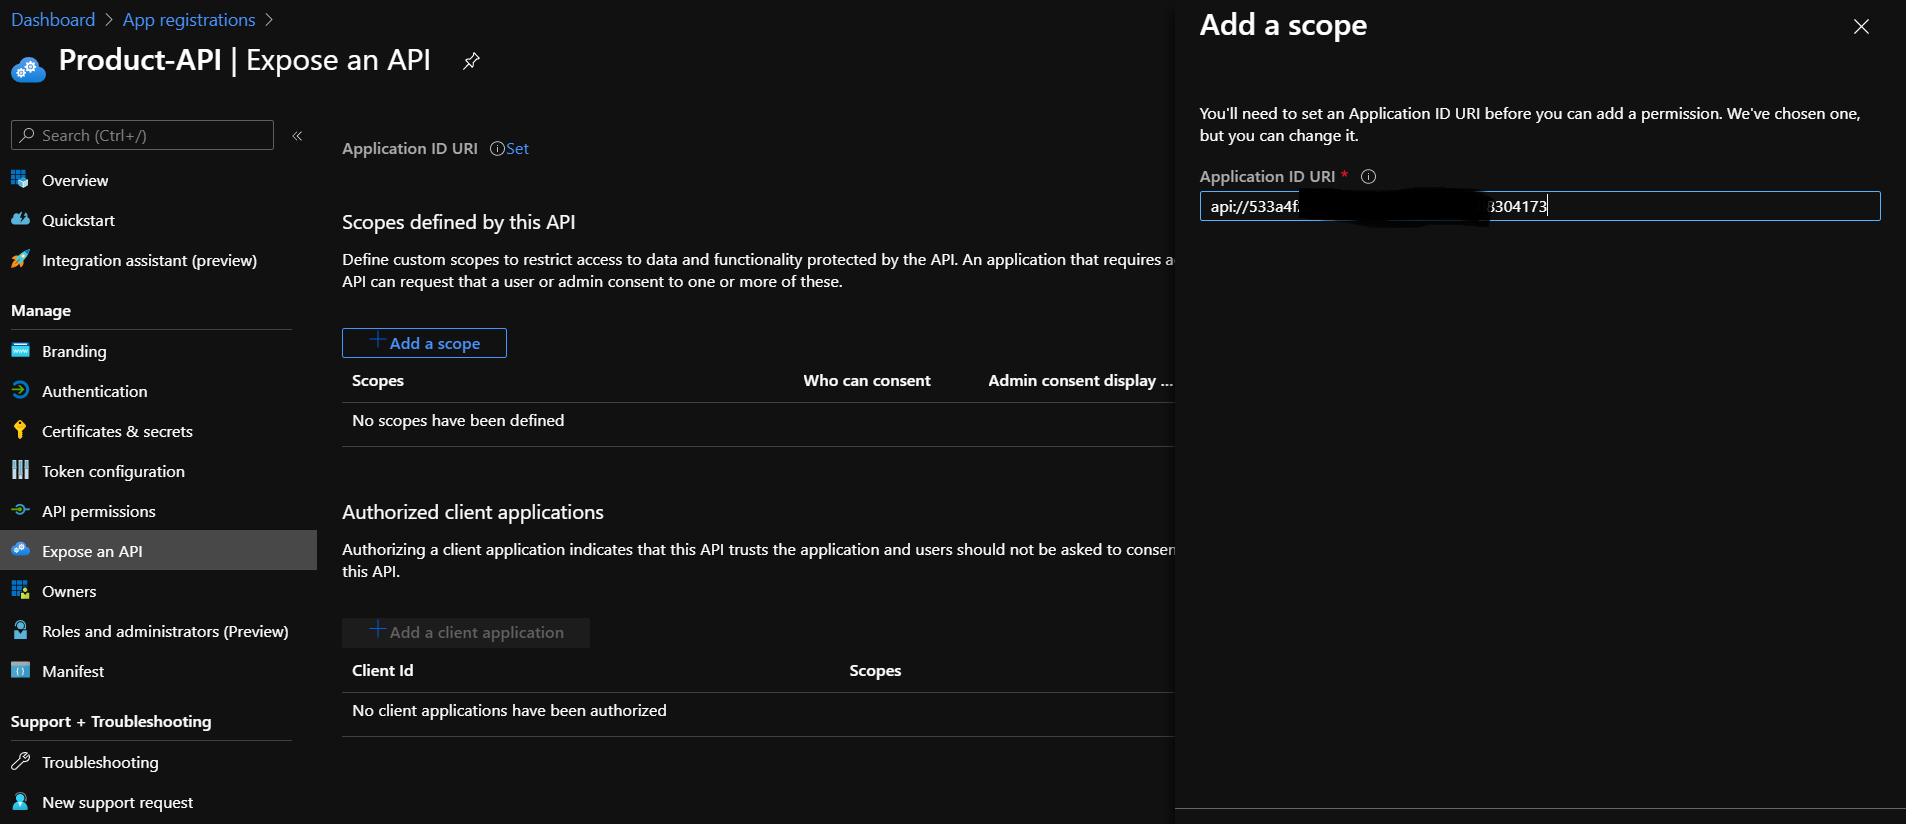 Dashboard > App registrations >
Product-API | Expose an API
Search (Ctrl+/)
«
Overview
Quickstart
Integration assistant (preview)
Manage
Branding
Authentication
Certificates & secrets
Token configuration
API permissions
Expose an API
Owners
Roles and administrators (Preview)
Manifest
Support + Troubleshooting
Troubleshooting
New support request
Application ID URI Set
Scopes defined by this API
Define custom scopes to restrict access to data and functionality protected by the API. An application that requires a
API can request that a user or admin consent to one or more of these.
+ Add a scope
Scopes Who can consent Admin consent display ...
No scopes have been defined
Authorized client applications
Authorizing a client application indicates that this API trusts the application and users should not be asked to consen
this API.
+ Add a client application
Client Id Scopes
No client applications have been authorized
Add a scope
You'll need to set an Application ID URI before you can add a permission. We've chosen one,
but you can change it.
Application ID URI *
api://533a4f 8304173